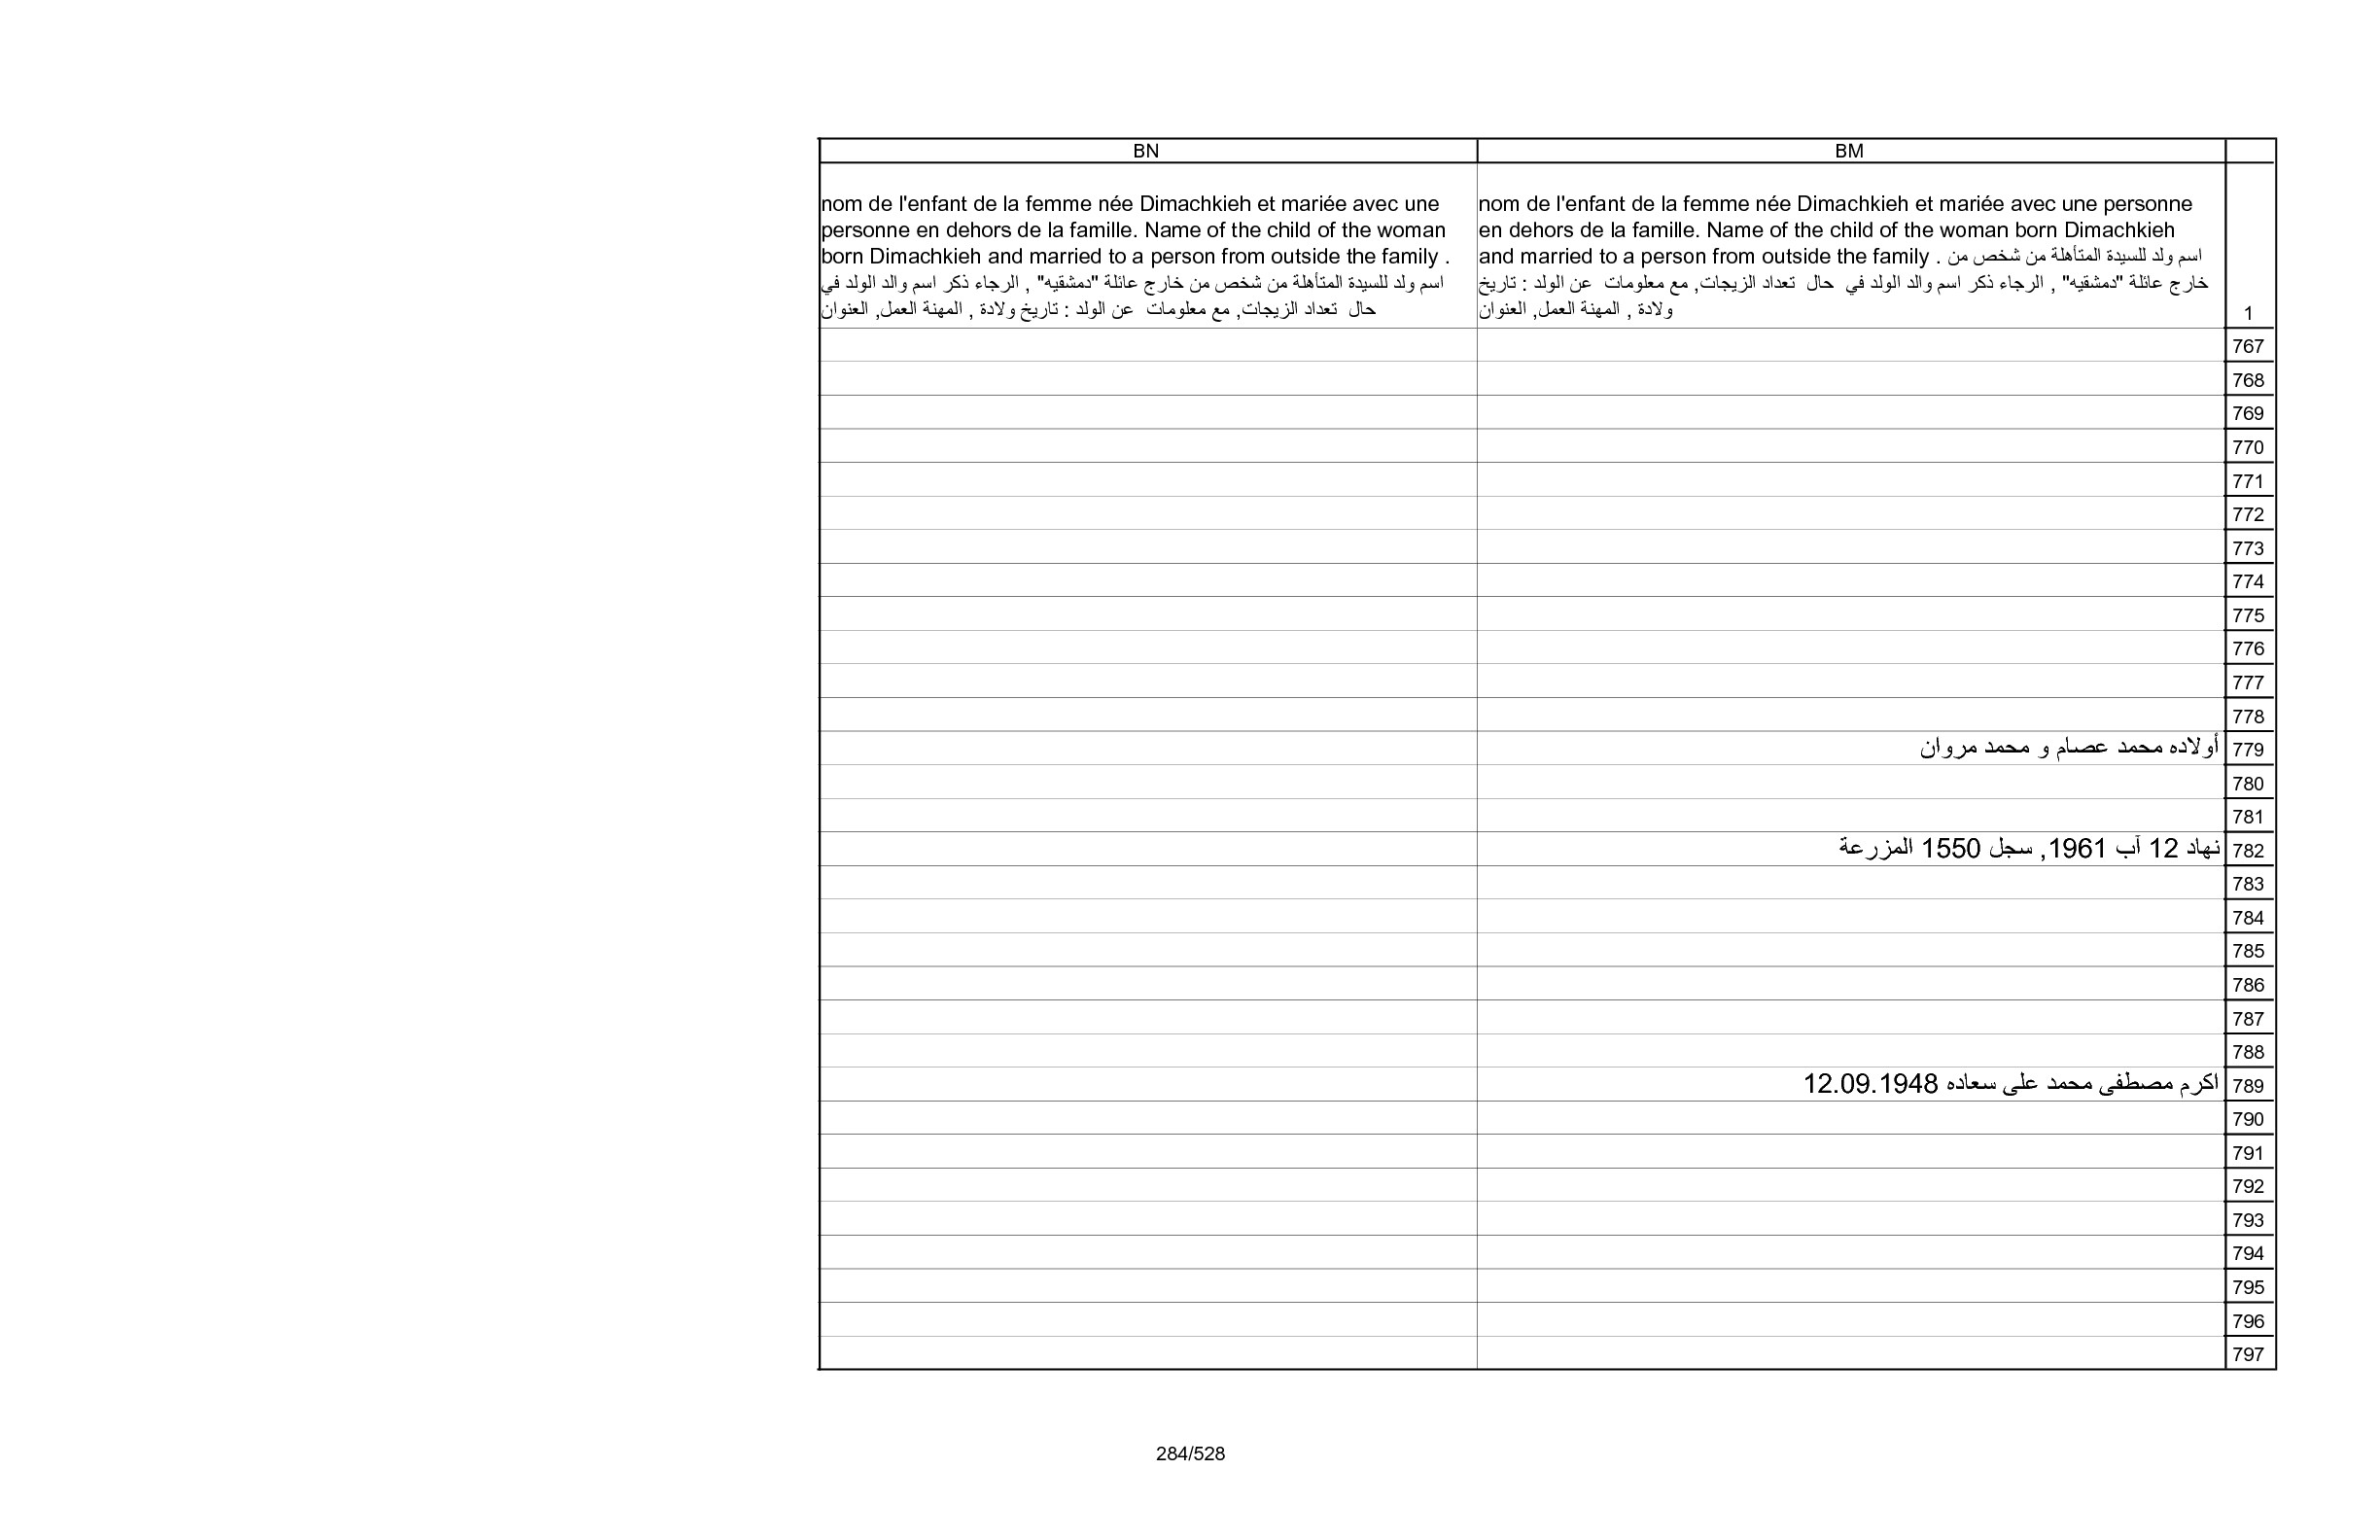 BN
BM
nom de l'enfant de la femme née Dimachkieh et mariée avec une
personne en dehors de la famille. Name of the child of the woman
born Dimachkieh and married to a person from outside the family .
اسم ولد للسيدة المتأهلة من شخص من خارج عائلة "دمشقيه" , الرجاء ذكر اسم والد الولد في
حال  تعداد الزيجات, مع معلومات  عن الولد : تاريخ ولادة , المهنة العمل, العنوان
nom de l'enfant de la femme née Dimachkieh et mariée avec une personne
en dehors de la famille. Name of the child of the woman born Dimachkieh
and married to a person from outside the family . اسم ولد للسيدة المتأهلة من شخص من
خارج عائلة "دمشقيه" , الرجاء ذكر اسم والد الولد في  حال  تعداد الزيجات, مع معلومات  عن الولد : تاريخ
ولادة , المهنة العمل, العنوان
1
767
768
769
770
771
772
773
774
775
776
777
778
أولاده محمد عصام و محمد مروان
779
780
781
نهاد 12 آب 1961, سجل 1550 المزرعة
782
783
784
785
786
787
788
اكرم مصطفى محمد على سعاده 12.09.1948
789
790
791
792
793
794
795
796
797
284/528